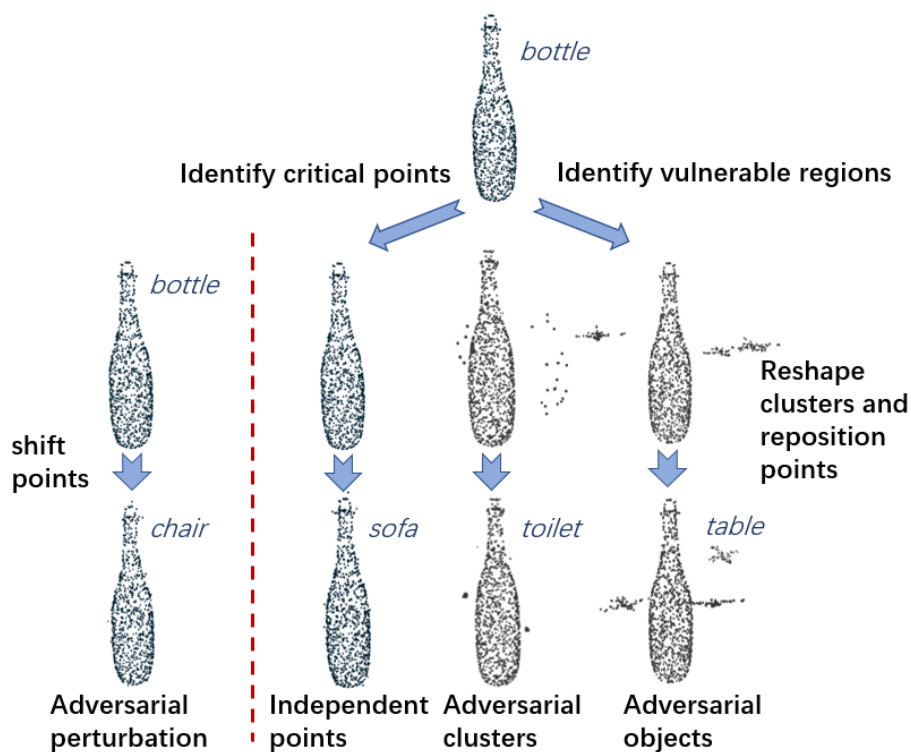 bottle
Identify critical points
Identify vulnerable regions
bottle
Reshape
clusters and
reposition
points
shift
points
chair
sofa
toilet
table
Adversarial
perturbation
Independent
points
Adversarial
clusters
Adversarial
objects